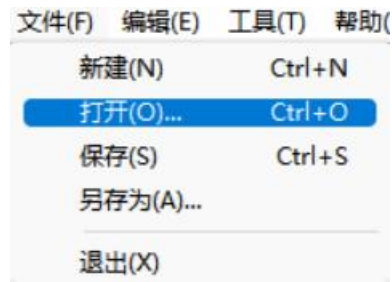 文件(F) 编辑(E) 工具(T) 帮助(
新建(N) Ctrl+N
打开(O)... Ctrl+O
保存(S) Ctrl+S
另存为(A)...
退出(X)